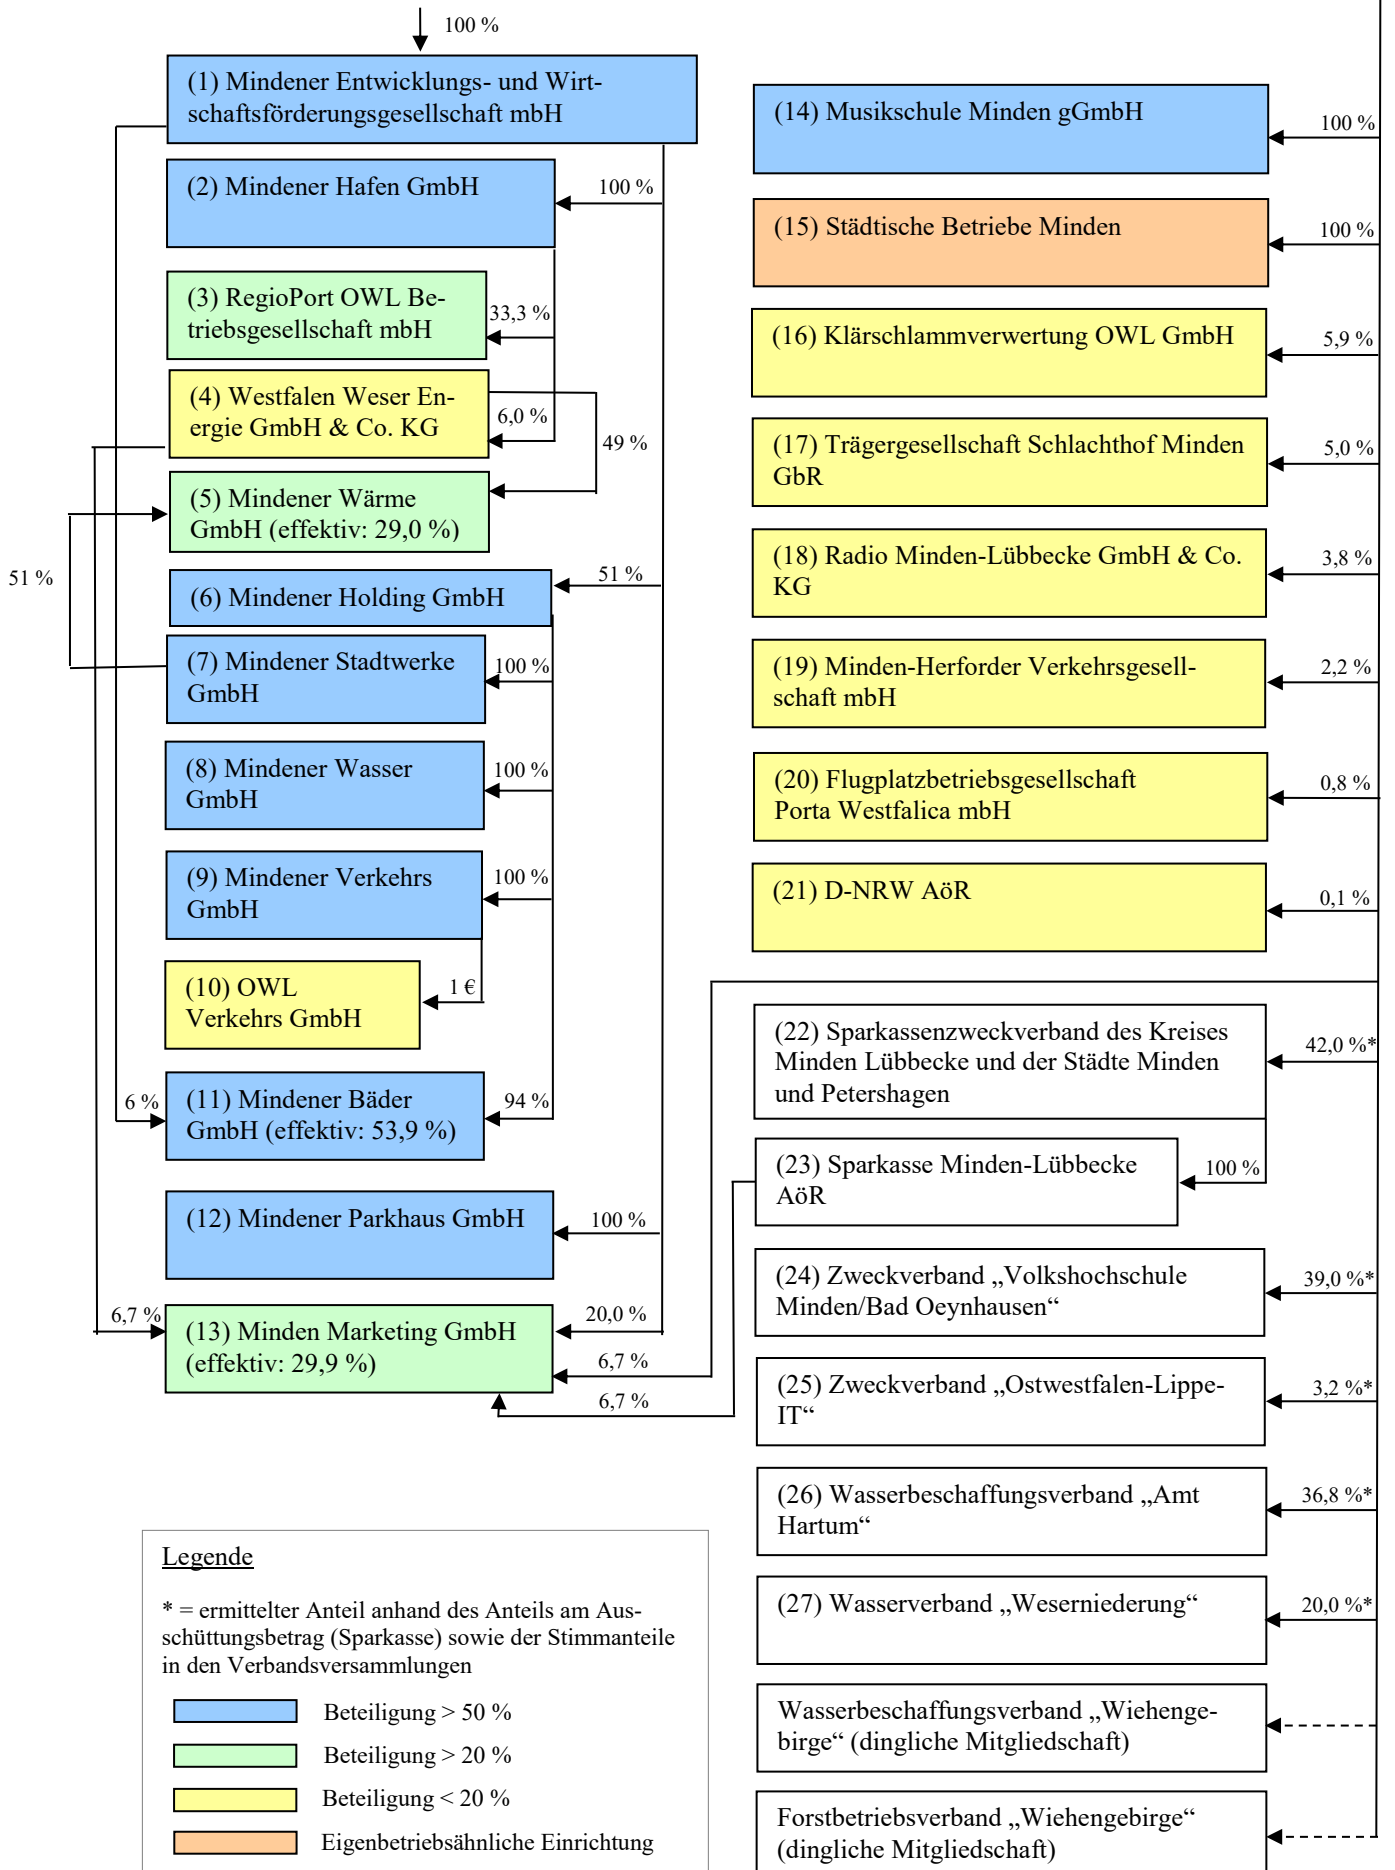 100 %
(1) Mindener Entwicklungs- und Wirt-
schaftsförderungsgesellschaft mbH
(2) Mindener Hafen GmbH
100 %
(3) RegioPort OWL Be-
triebsgesellschaft mbH
33,3 %
(4) Westfalen Weser En-
ergie GmbH & Co. KG
6,0 %
49 %
(5) Mindener Wärme
GmbH (effektiv: 29,0 %)
51 %
(6) Mindener Holding GmbH
51 %
(7) Mindener Stadtwerke
GmbH
100 %
(8) Mindener Wasser
GmbH
100 %
(9) Mindener Verkehrs
GmbH
100 %
(10) OWL
Verkehrs GmbH
1 €
6 %
(11) Mindener Bäder
GmbH (effektiv: 53,9 %)
94 %
(12) Mindener Parkhaus GmbH
100 %
6,7 %
(13) Minden Marketing GmbH
(effektiv: 29,9 %)
20,0 %
6,7 %
6,7 %
(14) Musikschule Minden gGmbH
100 %
(15) Städtische Betriebe Minden
100 %
(16) Klärschlammverwertung OWL GmbH
5,9 %
(17) Trägergesellschaft Schlachthof Minden
GbR
5,0 %
(18) Radio Minden-Lübbecke GmbH & Co.
KG
3,8 %
(19) Minden-Herforder Verkehrsgesell-
schaft mbH
2,2 %
(20) Flugplatzbetriebsgesellschaft
Porta Westfalica mbH
0,8 %
(21) D-NRW AöR
0,1 %
(22) Sparkassenzweckverband des Kreises
Minden Lübbecke und der Städte Minden
und Petershagen
42,0 %*
(23) Sparkasse Minden-Lübbecke
AöR
100 %
(24) Zweckverband „Volkshochschule
Minden/Bad Oeynhausen“
39,0 %*
(25) Zweckverband „Ostwestfalen-Lippe-
IT“
3,2 %*
(26) Wasserbeschaffungsverband „Amt
Hartum“
36,8 %*
(27) Wasserverband „Weserniederung“
20,0 %*
Wasserbeschaffungsverband „Wiehenge-
birge“ (dingliche Mitgliedschaft)
Forstbetriebsverband „Wiehengebirge“
(dingliche Mitgliedschaft)
Legende
* = ermittelter Anteil anhand des Anteils am Aus-
schüttungsbetrag (Sparkasse) sowie der Stimmanteile
in den Verbandsversammlungen
Beteiligung > 50 %
Beteiligung > 20 %
Beteiligung < 20 %
Eigenbetriebsähnliche Einrichtung